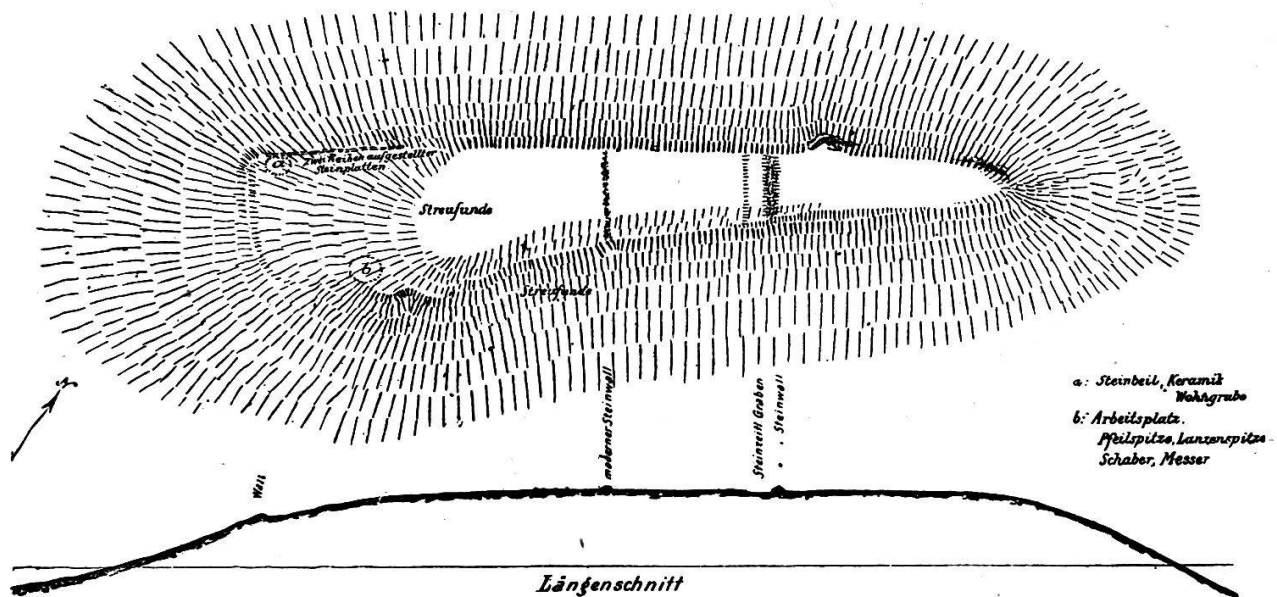 a
Zwei Reihen aufgestellter
Steinplatten
Streufunde
b
Streufunde
N
moderner Steinwall
Steinzeitl Graben
" Steinwall
Wall
a: Steinbeil, Keramik
Wohngrube
b: Arbeitsplatz.
Pfeilspitze, Lanzenspitze
Schaber, Messer
Längenschnitt